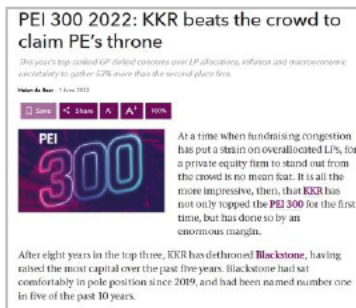 PEI 300 2022: KKR beats the crowd to
claim PE's throne
This year's top-ranked GP defied concerns over LP allocations, inflation and macroeconomic
uncertainty to gather 53% more than the second-place firm.
Helen de Beer - 1 June 2022
Save Share A- A+ 100%
PEI
300
At a time when fundraising congestion
has put a strain on overallocated LPs, for
a private equity firm to stand out from
the crowd is no mean feat. It is all the
more impressive, then, that KKR has
not only topped the PEI 300 for the first
time, but has done so by an
enormous margin.
After eight years in the top three, KKR has dethroned Blackstone, having
raised the most capital over the past five years. Blackstone had sat
comfortably in pole position since 2019, and had been named number one
in five of the past 10 years.